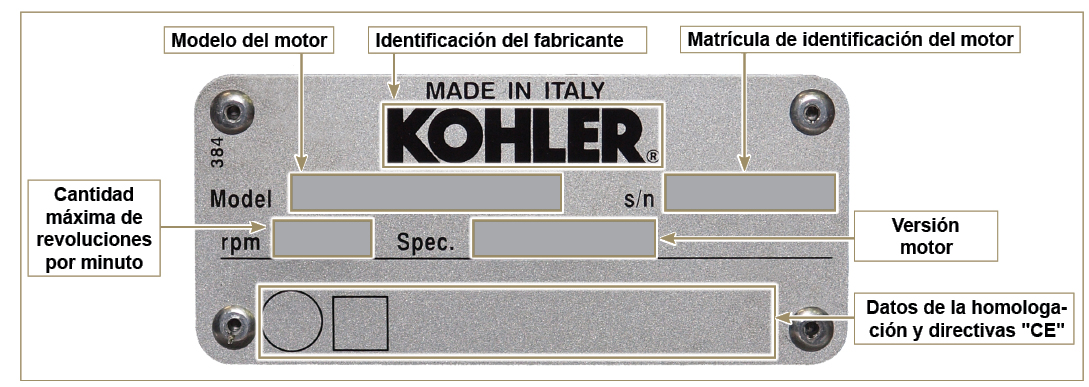 Modelo del motor
Identificación del fabricante
Matrícula de identificación del motor
MADE IN ITALY
KOHLER®
384
Model
s/n
Cantidad
máxima de
revoluciones
por minuto
rpm
Spec.
Versión
motor
Datos de la homologa-
ción y directivas "CE"